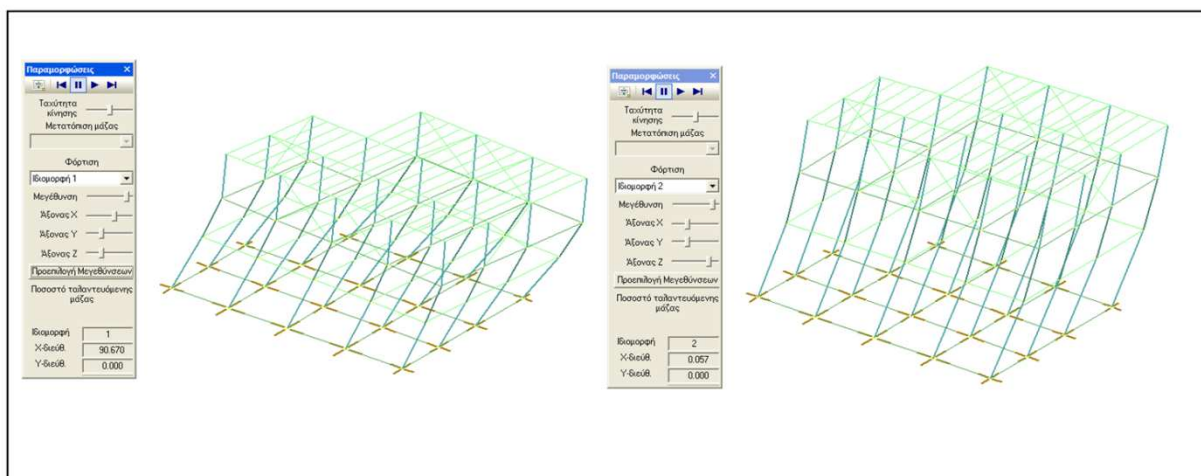 Παραμορφώσεις
Ταχύτητα
κίνησης
Μετατόπιση μάζας
Φόρτιση
Ιδιομορφή 1
Μεγέθυνση
Άξονας X
Άξονας Y
Άξονας Z
Προεπιλογή Μεγεθύνσεων
Ποσοστό ταλαντευόμενης
μάζας
Ιδιομορφή 1
X-διεύθ. 90.670
Y-διεύθ. 0.000
Παραμορφώσεις
Ταχύτητα
κίνησης
Μετατόπιση μάζας
Φόρτιση
Ιδιομορφή 2
Μεγέθυνση
Άξονας X
Άξονας Y
Άξονας Z
Προεπιλογή Μεγεθύνσεων
Ποσοστό ταλαντευόμενης
μάζας
Ιδιομορφή 2
X-διεύθ. 0.057
Y-διεύθ. 0.000